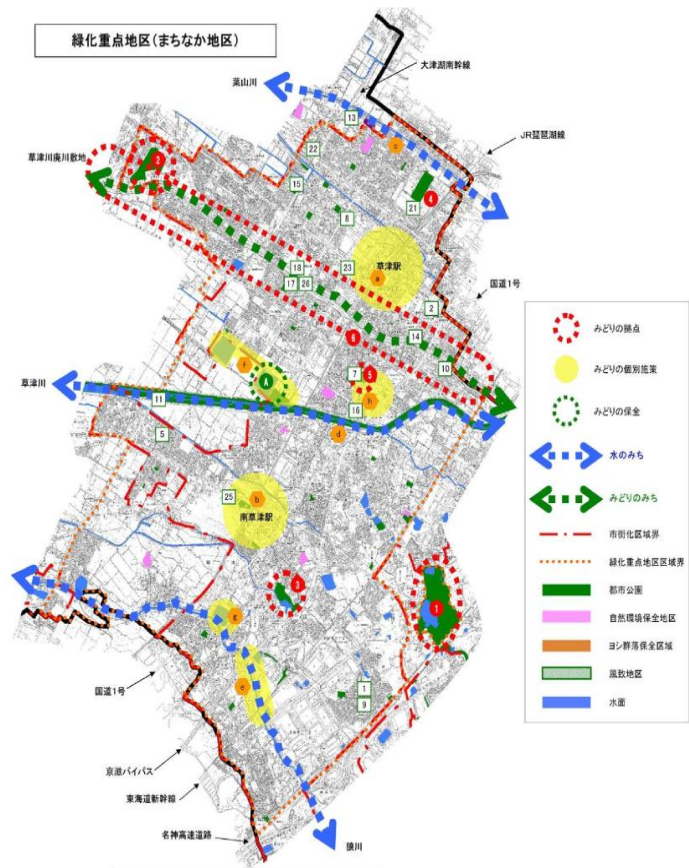 緑化重点地区(まちなか地区)
大津湖南幹線
葉山川
13
JR琵琶湖線
c
22
草津川廃川敷地
2
15
4
21
8
草津駅
18
23
a
17
26
国道1号
2
6
14
f
7
5
10
A
草津川
h
11
16
5
d
25
b
南草津駅
3
1
g
e
1
9
国道1号
京滋バイパス
東海道新幹線
名神高速道路
狼川
みどりの拠点
みどりの個別施策
みどりの保全
水のみち
みどりのみち
市街化区域界
緑化重点地区区域界
都市公園
自然環境保全地区
ヨシ群落保全区域
風致地区
水面